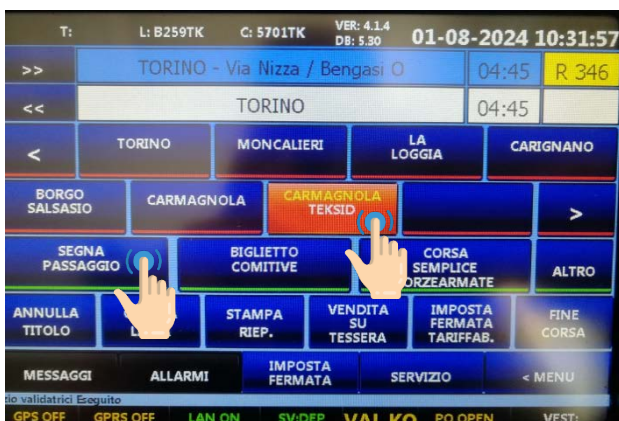 T: L: B259TK C: 5701TK VER: 4.1.4 DB: 5.30 01-08-2024 10:31:57
>> TORINO - Via Nizza / Bengasi O 04:45 R 346
<< TORINO 04:45
< TORINO MONCALIERI LA LOGGIA CARIGNANO
BORGO SALSASIO CARMAGNOLA CARMAGNOLA TEKSID >
SEGNA PASSAGGIO BIGLIETTO COMITIVE CORSA SEMPLICE ORZEARMATE ALTRO
ANNULLA TITOLO STAMPA RIEP. VENDITA SU TESSERA IMPOSTA FERMATA TARIFFAB. FINE CORSA
MESSAGGI ALLARMI IMPOSTA FERMATA SERVIZIO < MENU
zio validatrici Eseguito
GPS OFF GPRS OFF LAN ON SV:DEP VAL KO PO OPEN VEST: